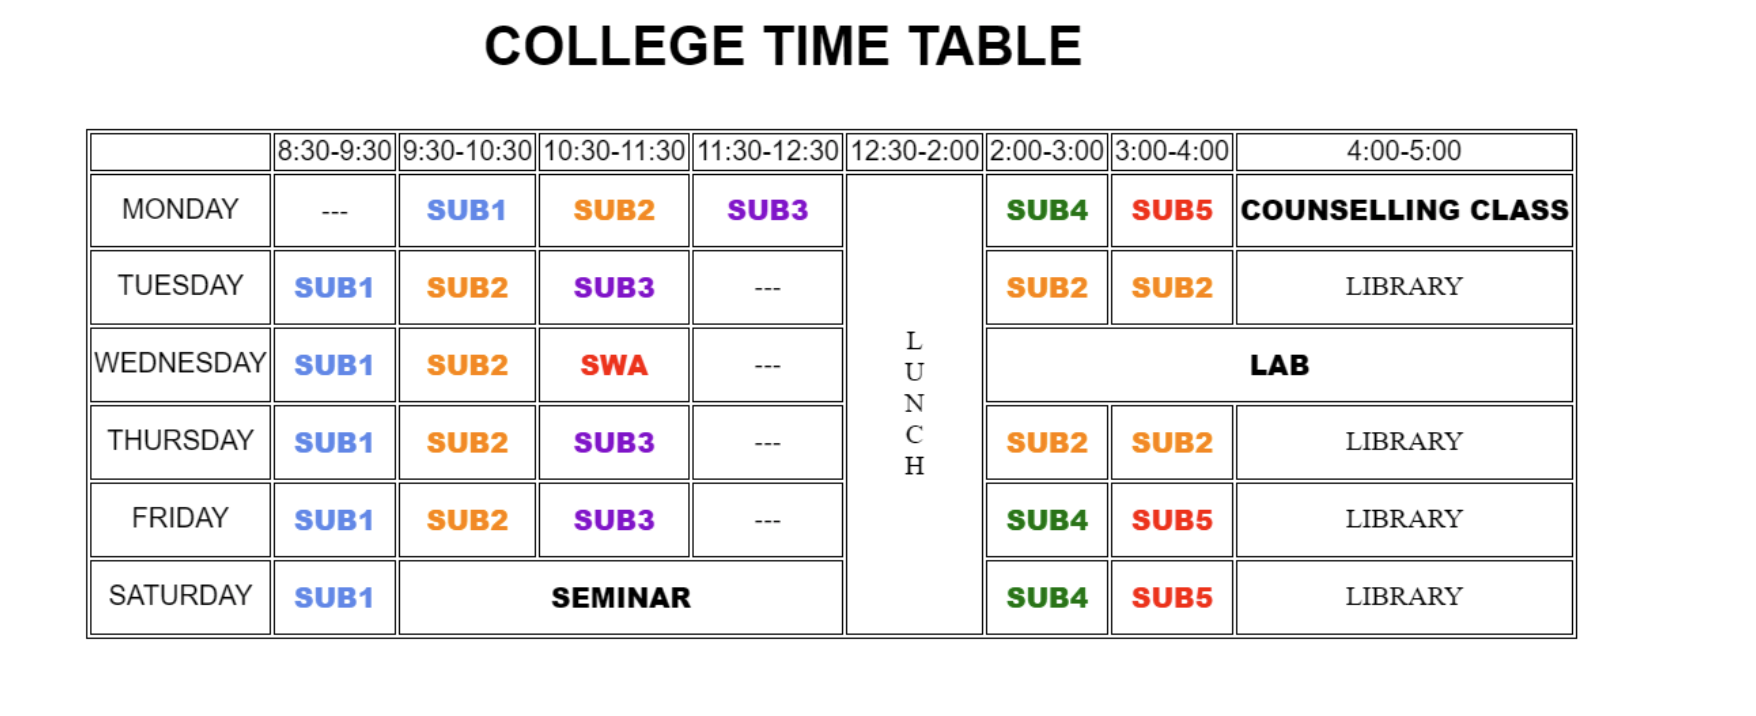 COLLEGE TIME TABLE
8:30-9:30 9:30-10:30 10:30-11:30 11:30-12:30 12:30-2:00 2:00-3:00 3:00-4:00 4:00-5:00
MONDAY --- SUB1 SUB2 SUB3 SUB4 SUB5 COUNSELLING CLASS
TUESDAY SUB1 SUB2 SUB3 --- SUB2 SUB2 LIBRARY
WEDNESDAY SUB1 SUB2 SWA --- LAB
THURSDAY SUB1 SUB2 SUB3 --- SUB2 SUB2 LIBRARY
FRIDAY SUB1 SUB2 SUB3 --- SUB4 SUB5 LIBRARY
SATURDAY SUB1 SEMINAR SUB4 SUB5 LIBRARY
L
U
N
C
H